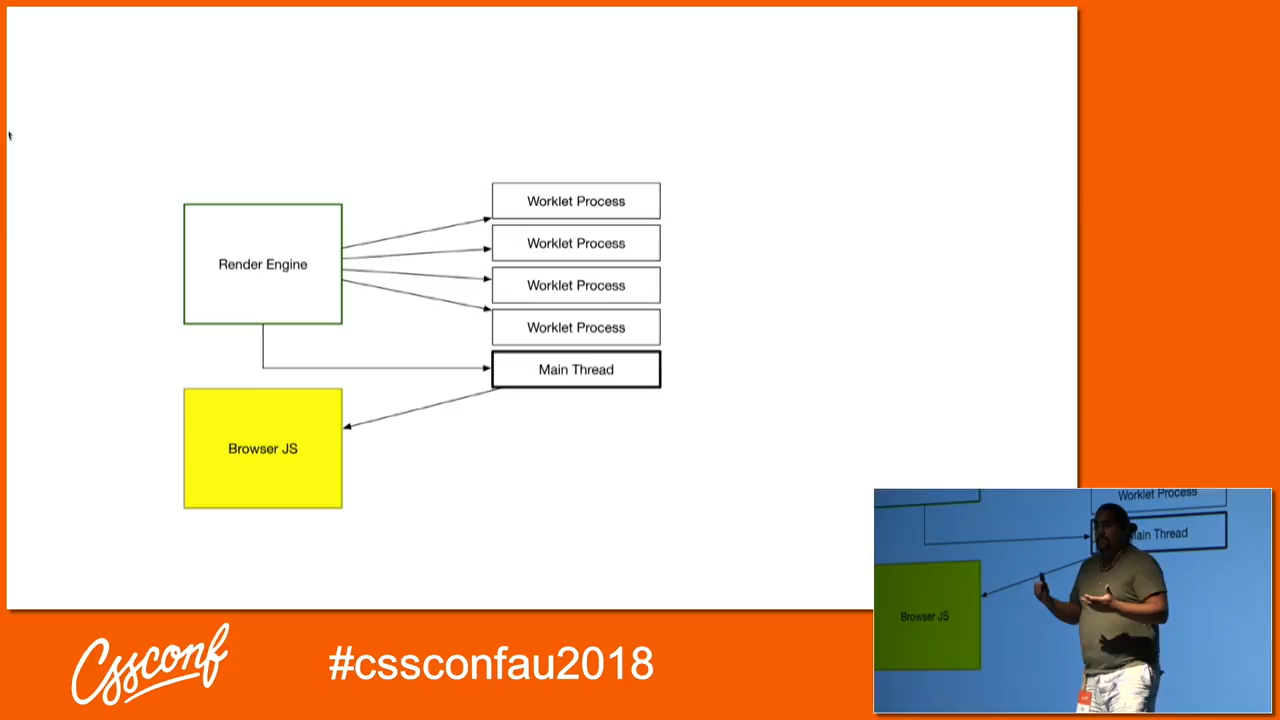 Worklet Process
Worklet Process
Render Engine
Worklet Process
Worklet Process
Main Thread
Browser JS
Worklet Process
Main Thread
Browser JS
cssconf
#cssconfau2018